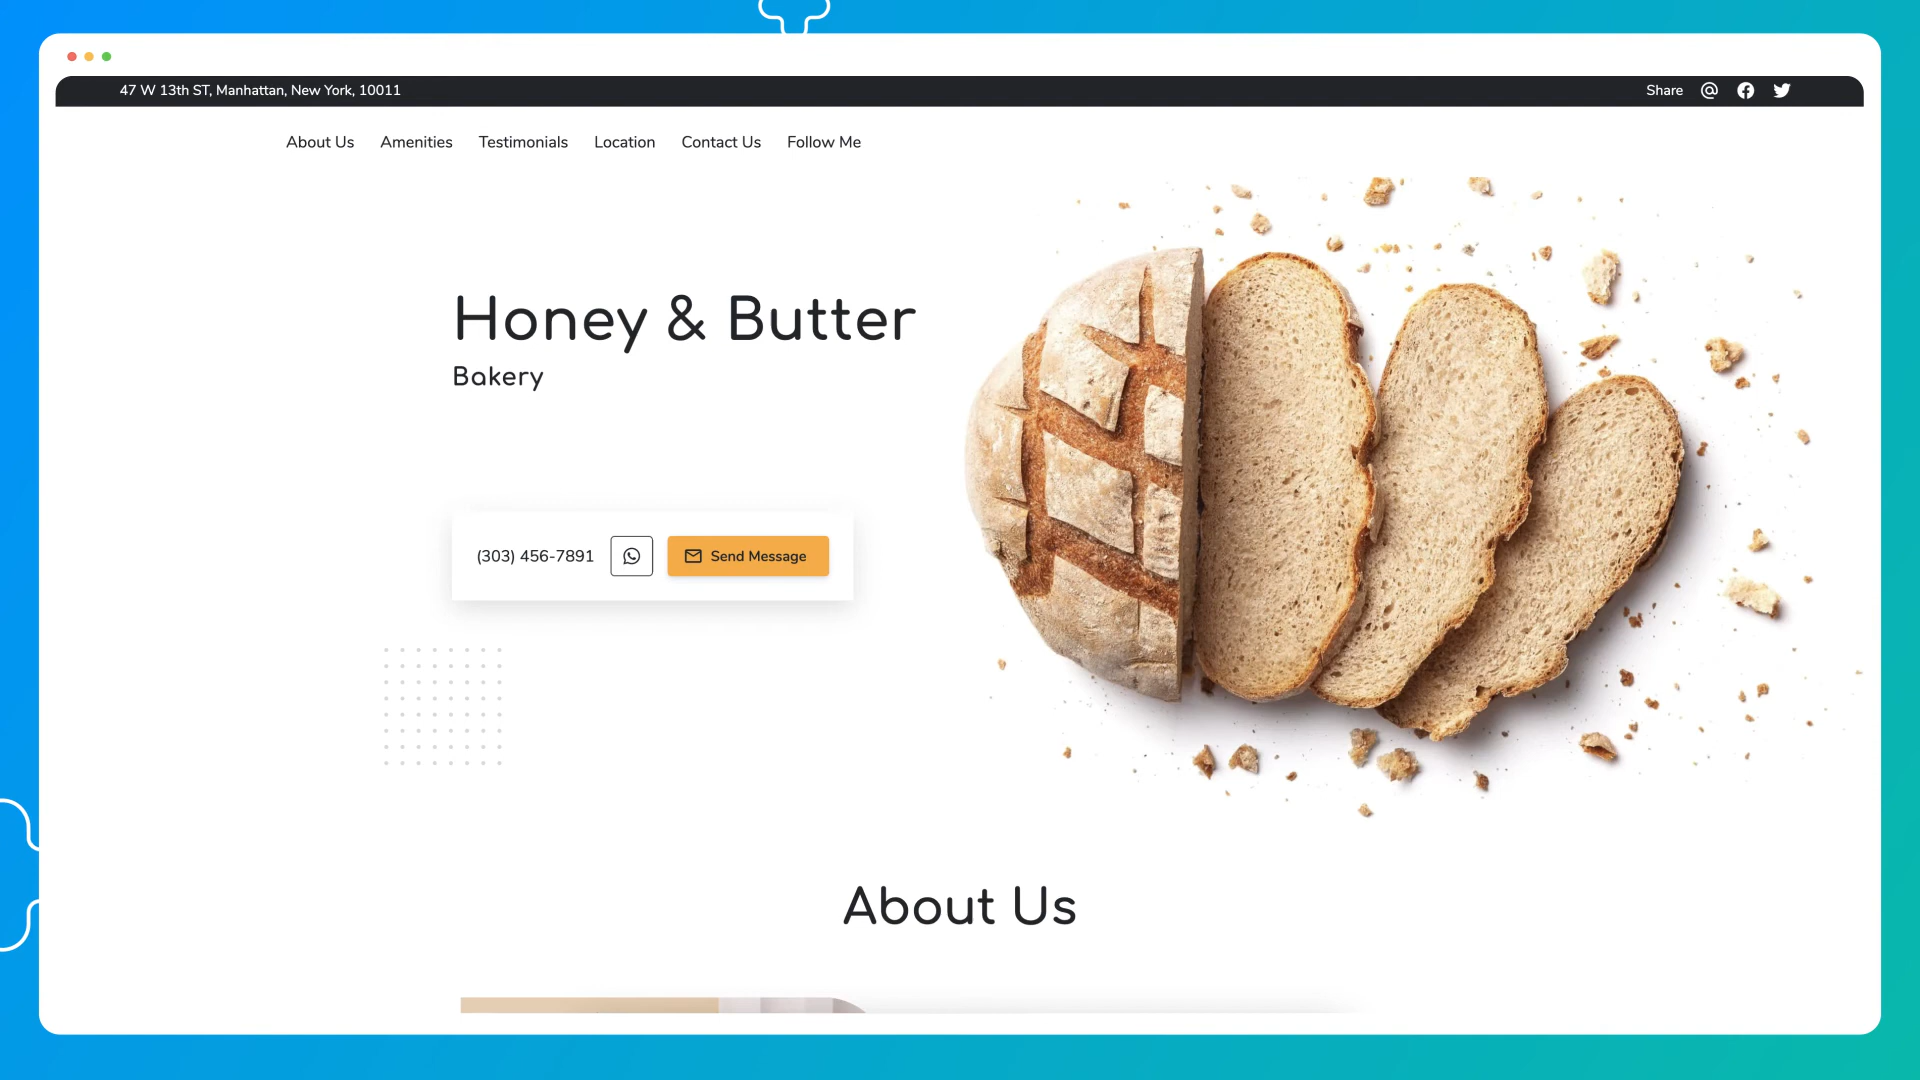 47 W 13th ST, Manhattan, New York, 10011
Share
About Us
Amenities
Testimonials
Location
Contact Us
Follow Me
Honey & Butter
Bakery
(303) 456-7891
Send Message
About Us